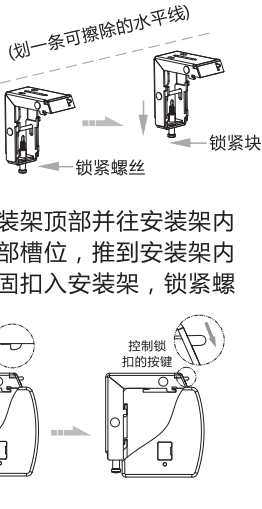 (划一条可擦除的水平线)
锁紧块
锁紧螺丝
装架顶部并往安装架内
部槽位，推到安装架内
固扣入安装架，锁紧螺
控制锁
扣的按键